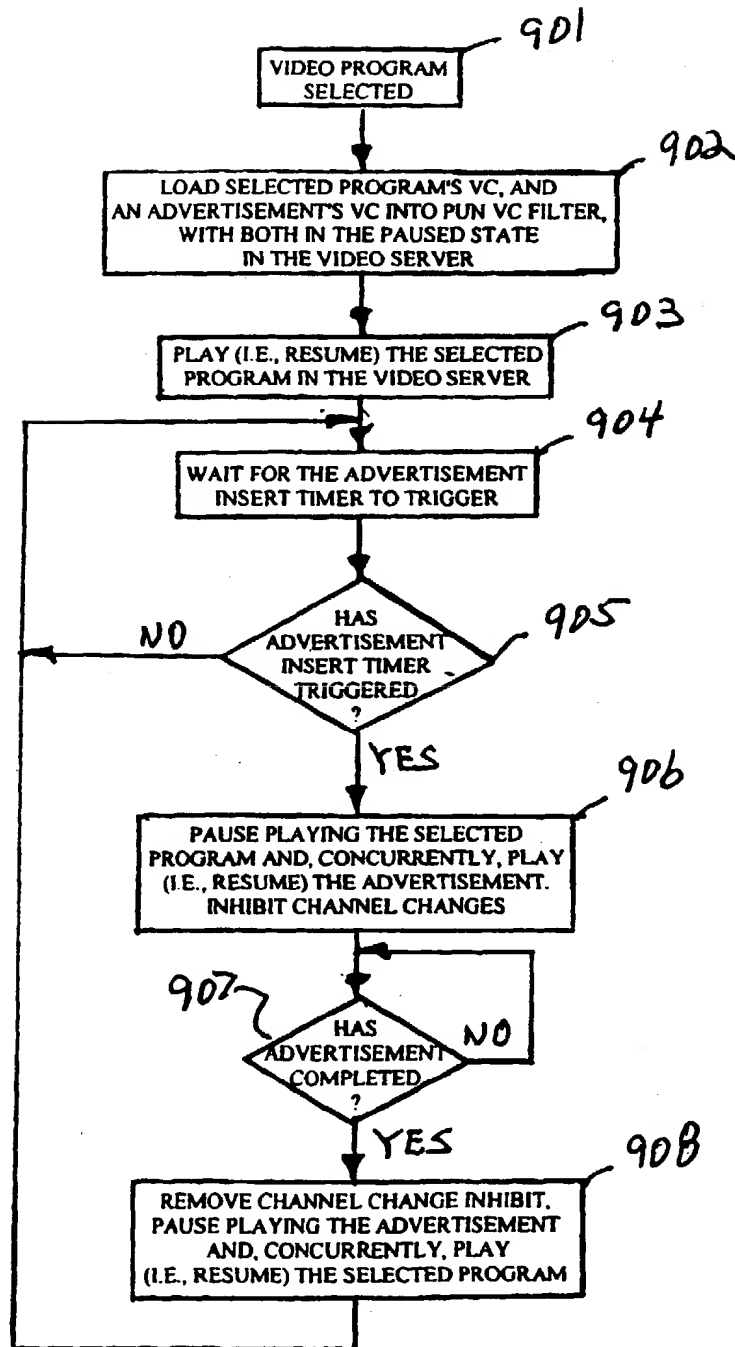 901
VIDEO PROGRAM
SELECTED
902
LOAD SELECTED PROGRAM'S VC, AND
AN ADVERTISEMENT'S VC INTO PUN VC FILTER,
WITH BOTH IN THE PAUSED STATE
IN THE VIDEO SERVER
903
PLAY (I.E., RESUME) THE SELECTED
PROGRAM IN THE VIDEO SERVER
904
WAIT FOR THE ADVERTISEMENT
INSERT TIMER TO TRIGGER
905
HAS
ADVERTISEMENT
INSERT TIMER
TRIGGERED
?
NO
YES
906
PAUSE PLAYING THE SELECTED
PROGRAM AND, CONCURRENTLY, PLAY
(I.E., RESUME) THE ADVERTISEMENT.
INHIBIT CHANNEL CHANGES
907
HAS
ADVERTISEMENT
COMPLETED
?
NO
YES
908
REMOVE CHANNEL CHANGE INHIBIT,
PAUSE PLAYING THE ADVERTISEMENT
AND, CONCURRENTLY, PLAY
(I.E., RESUME) THE SELECTED PROGRAM